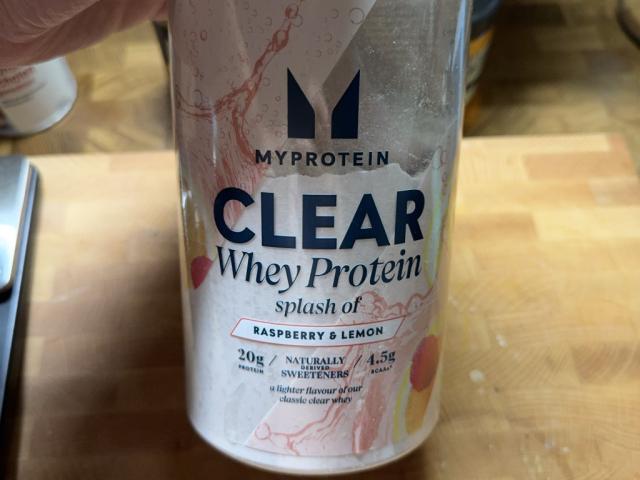 MYPROTEIN
CLEAR
Whey Protein
splash of
RASPBERRY & LEMON
20g / NATURALLY / 4.5g
PROTEIN DERIVED BCAAs*
SWEETENERS
a lighter flavour of our
classic clear whey